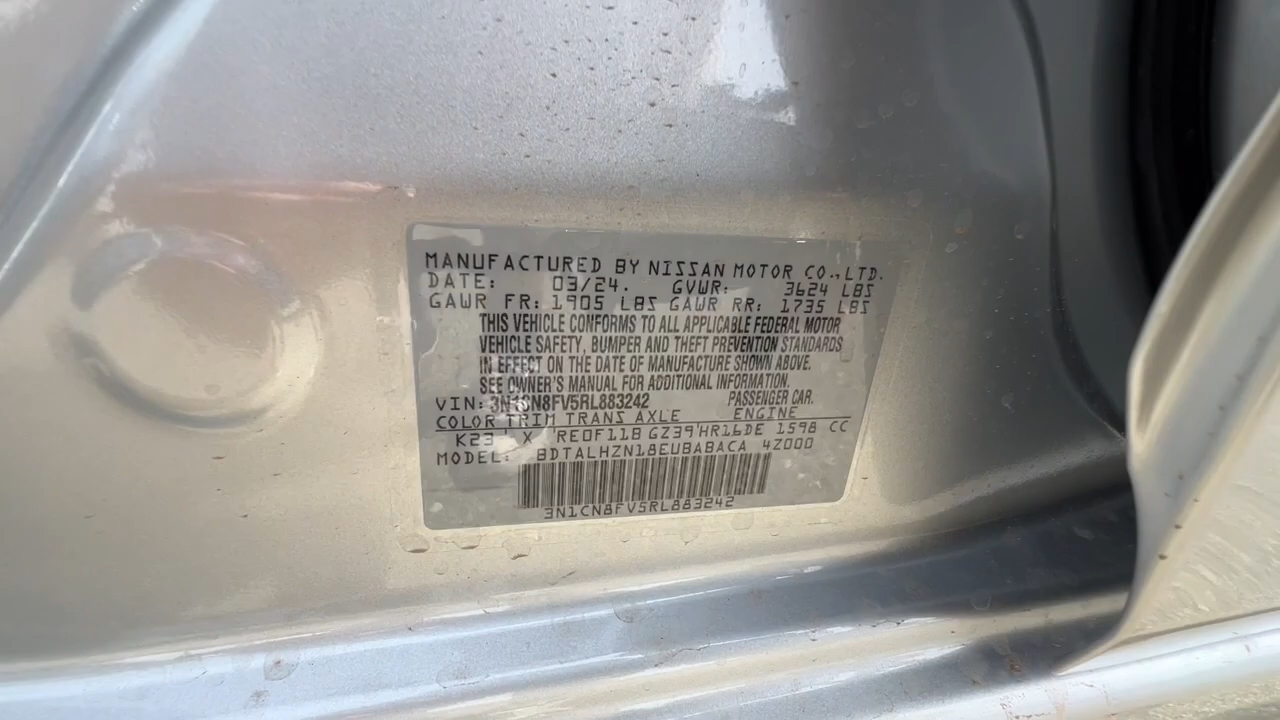 MANUFACTURED BY NISSAN MOTOR CO., LTD.
DATE: 03/24. GVWR: 3624 LBS
GAWR FR: 1905 LBS GAWR RR: 1735 LBS
THIS VEHICLE CONFORMS TO ALL APPLICABLE FEDERAL MOTOR
VEHICLE SAFETY, BUMPER AND THEFT PREVENTION STANDARDS
IN EFFECT ON THE DATE OF MANUFACTURE SHOWN ABOVE.
SEE OWNER'S MANUAL FOR ADDITIONAL INFORMATION.
VIN: 3N1CN8FV5RL883242 PASSENGER CAR.
COLOR TRIM TRANS AXLE ENGINE
K23 X RE0F11B GZ39 HR16DE 1598 CC
MODEL: BDTALHZN18EUBABACA 4Z000
3N1CN8FV5RL883242